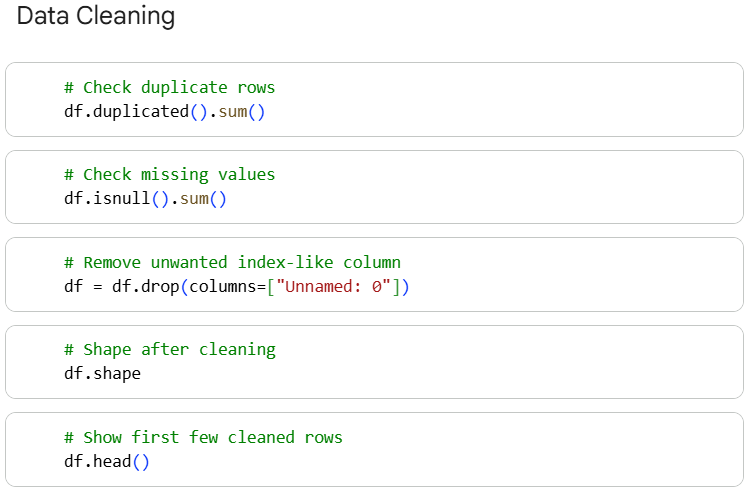 Data Cleaning
# Check duplicate rows
df.duplicated().sum()
# Check missing values
df.isnull().sum()
# Remove unwanted index-like column
df = df.drop(columns=["Unnamed: 0"])
# Shape after cleaning
df.shape
# Show first few cleaned rows
df.head()